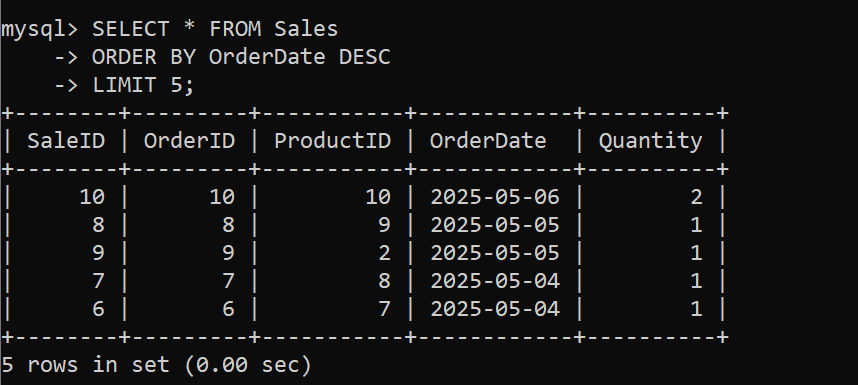 mysql> SELECT * FROM Sales
    -> ORDER BY OrderDate DESC
    -> LIMIT 5;
+--------+---------+-----------+------------+----------+
| SaleID | OrderID | ProductID | OrderDate  | Quantity |
+--------+---------+-----------+------------+----------+
|     10 |      10 |        10 | 2025-05-06 |        2 |
|      8 |       8 |         9 | 2025-05-05 |        1 |
|      9 |       9 |         2 | 2025-05-05 |        1 |
|      7 |       7 |         8 | 2025-05-04 |        1 |
|      6 |       6 |         7 | 2025-05-04 |        1 |
+--------+---------+-----------+------------+----------+
5 rows in set (0.00 sec)